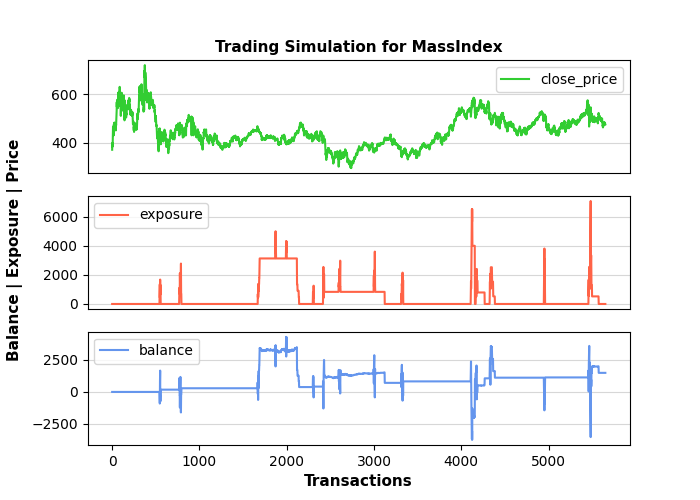 Trading Simulation for MassIndex
close_price
600
400
exposure
6000
4000
2000
0
balance
2500
0
−2500
0 1000 2000 3000 4000 5000
Transactions
Balance | Exposure | Price